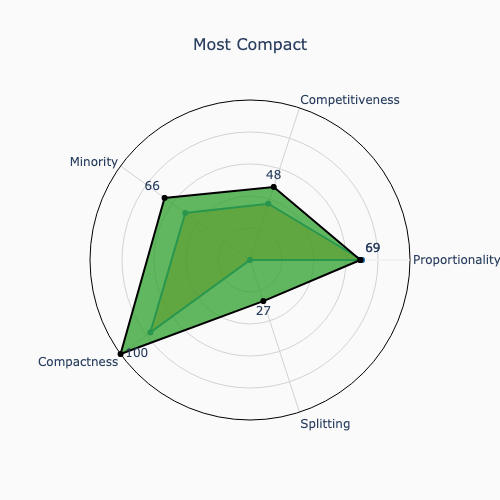 Most Compact
Competitiveness
Minority
66
48
69
Proportionality
27
100
Compactness
Splitting